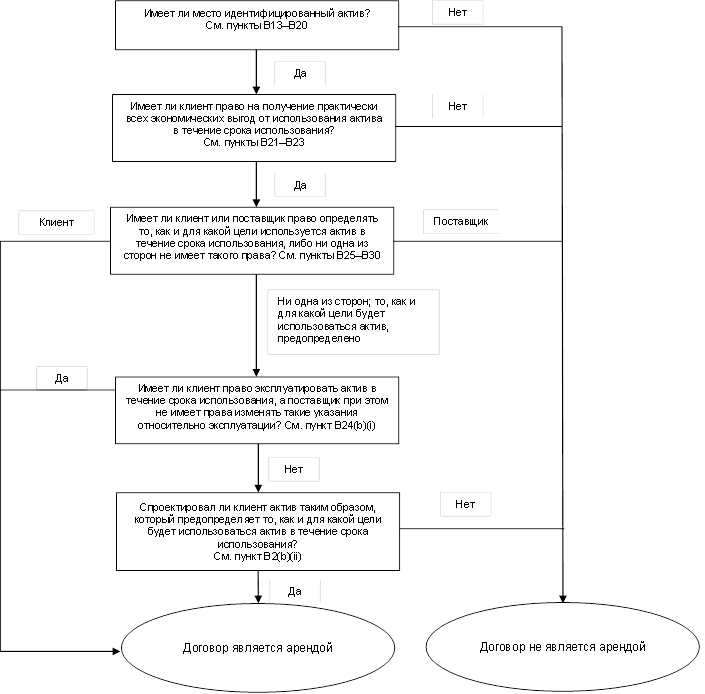 Имеет ли место идентифицированный актив?
См. пункты B13–B20
Нет
Да
Имеет ли клиент право на получение практически
всех экономических выгод от использования актива
в течение срока использования?
См. пункты B21–B23
Нет
Да
Клиент
Имеет ли клиент или поставщик право определять
то, как и для какой цели используется актив в
течение срока использования, либо ни одна из
сторон не имеет такого права? См. пункты B25–B30
Поставщик
Ни одна из сторон; то, как и
для какой цели будет
использоваться актив,
предопределено
Да
Имеет ли клиент право эксплуатировать актив в
течение срока использования, а поставщик при этом
не имеет права изменять такие указания
относительно эксплуатации? См. пункт B24(b)(i)
Нет
Спроектировал ли клиент актив таким образом,
который предопределяет то, как и для какой цели
будет использоваться актив в течение срока
использования?
См. пункт B2(b)(ii)
Нет
Да
Договор является арендой
Договор не является арендой